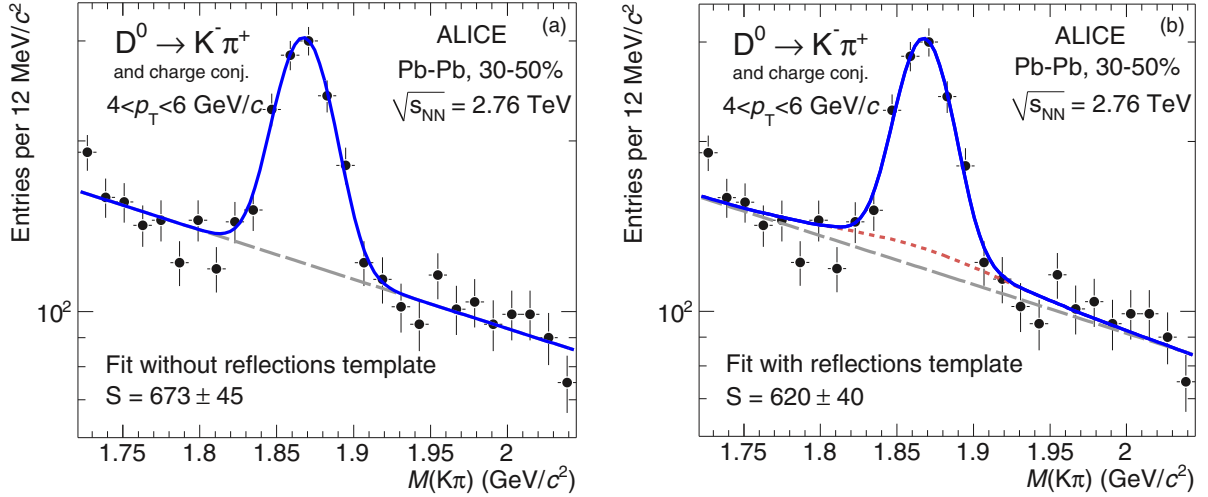 (a)
D⁰ → K⁻π⁺
and charge conj.
4<p_T<6 GeV/c
ALICE
Pb-Pb, 30-50%
√s_NN = 2.76 TeV
Entries per 12 MeV/c²
10²
Fit without reflections template
S = 673 ± 45
1.75 1.8 1.85 1.9 1.95 2
M(Kπ) (GeV/c²)
(b)
D⁰ → K⁻π⁺
and charge conj.
4<p_T<6 GeV/c
ALICE
Pb-Pb, 30-50%
√s_NN = 2.76 TeV
Entries per 12 MeV/c²
10²
Fit with reflections template
S = 620 ± 40
1.75 1.8 1.85 1.9 1.95 2
M(Kπ) (GeV/c²)